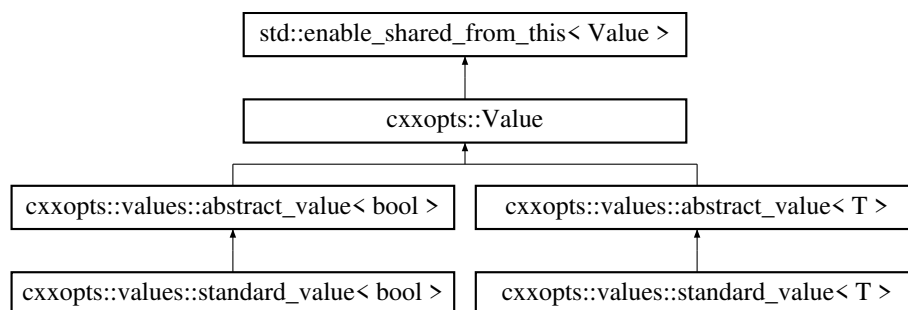 std::enable_shared_from_this< Value >
cxxopts::Value
cxxopts::values::abstract_value< bool >
cxxopts::values::abstract_value< T >
cxxopts::values::standard_value< bool >
cxxopts::values::standard_value< T >